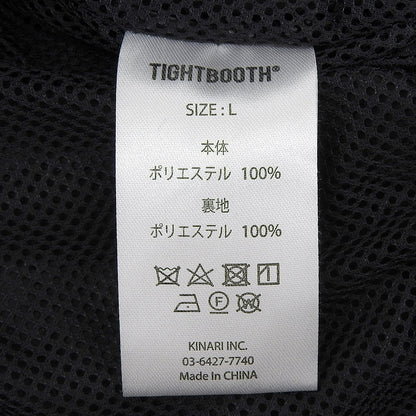 TIGHTBOOTH®
SIZE : L
本体
ポリエステル 100%
裏地
ポリエステル 100%
KINARI INC.
03-6427-7740
Made In CHINA